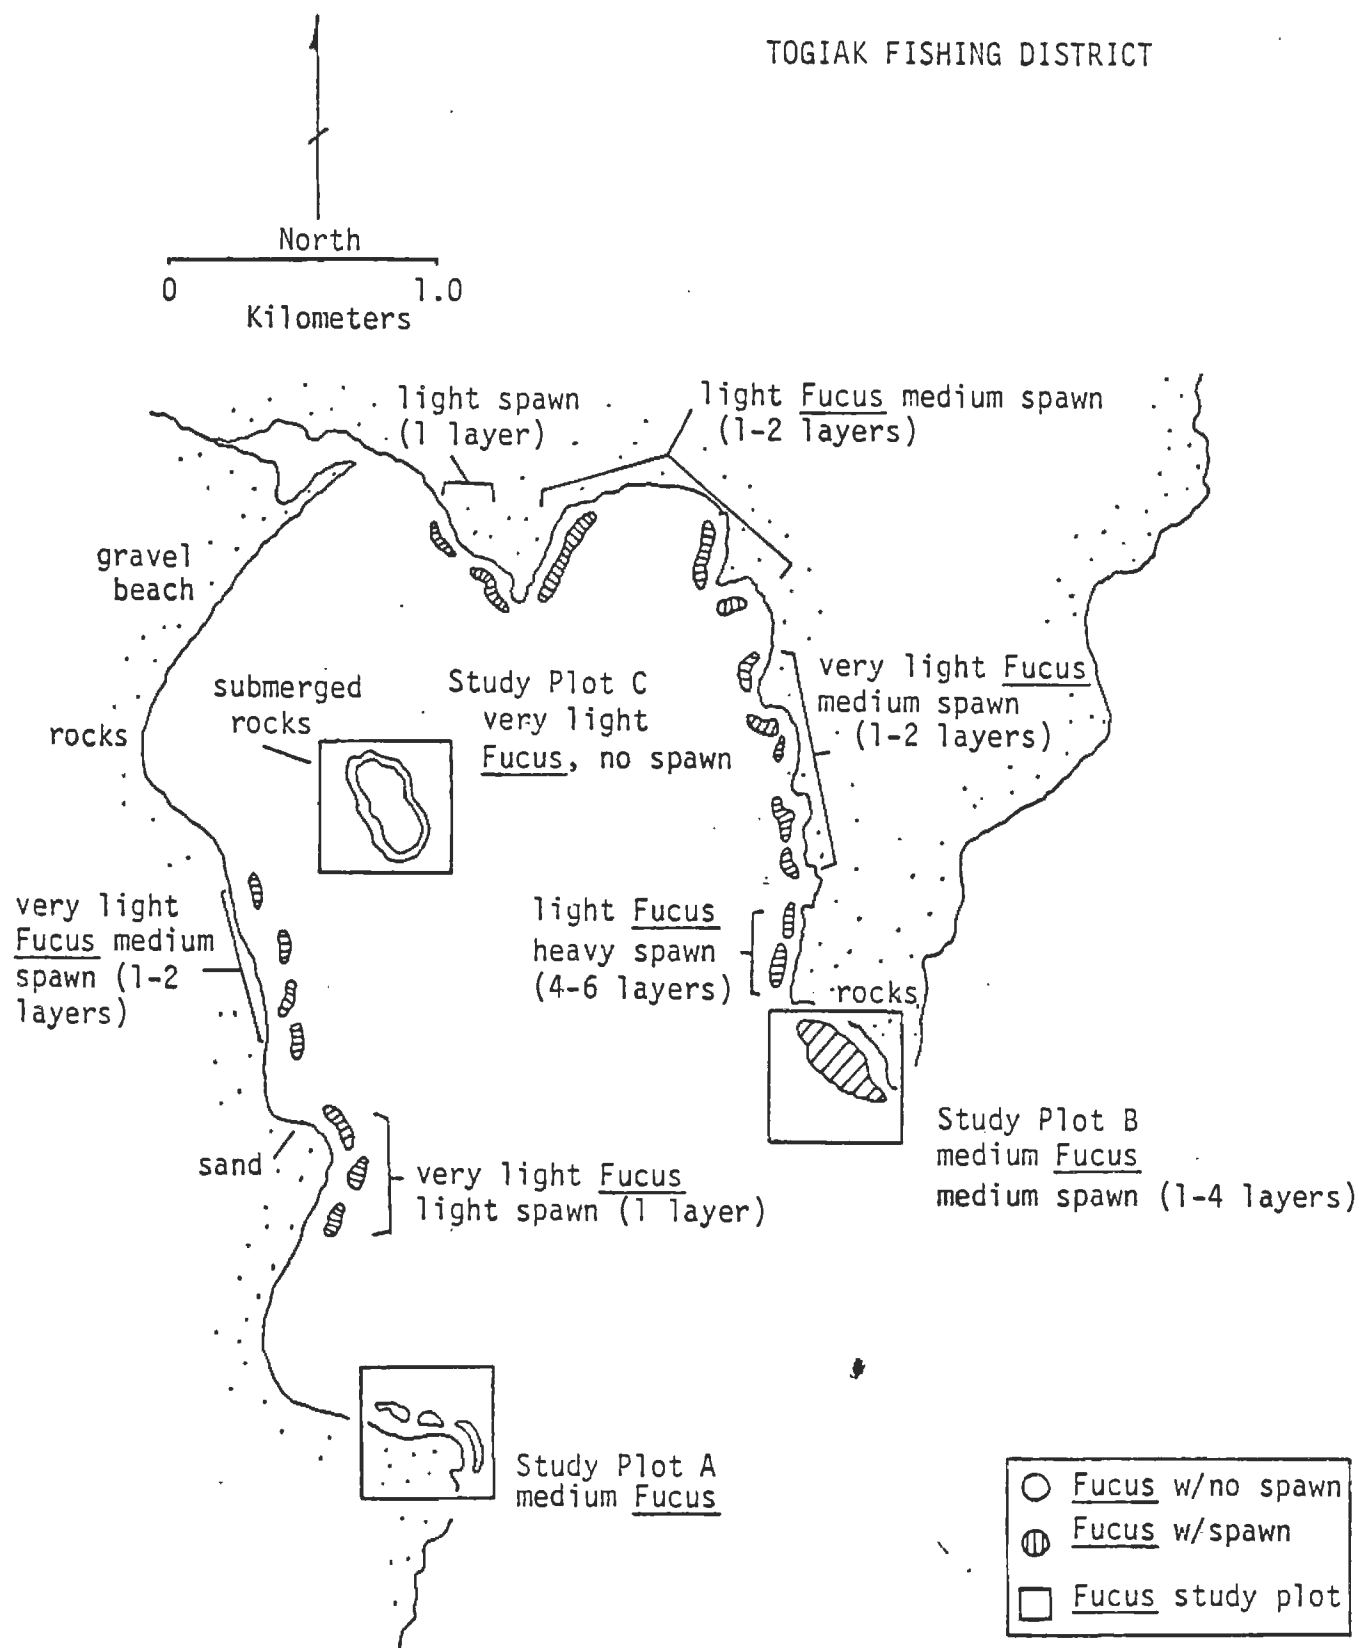 TOGIAK FISHING DISTRICT
North
0 1.0
Kilometers
light spawn
(1 layer)
light Fucus medium spawn
(1-2 layers)
gravel
beach
submerged
rocks
rocks
Study Plot C
very light
Fucus, no spawn
very light Fucus
medium spawn
(1-2 layers)
very light
Fucus medium
spawn (1-2
layers)
light Fucus
heavy spawn
(4-6 layers)
rocks
Study Plot B
medium Fucus
medium spawn (1-4 layers)
sand
very light Fucus
light spawn (1 layer)
Study Plot A
medium Fucus
Fucus w/no spawn
Fucus w/spawn
Fucus study plot